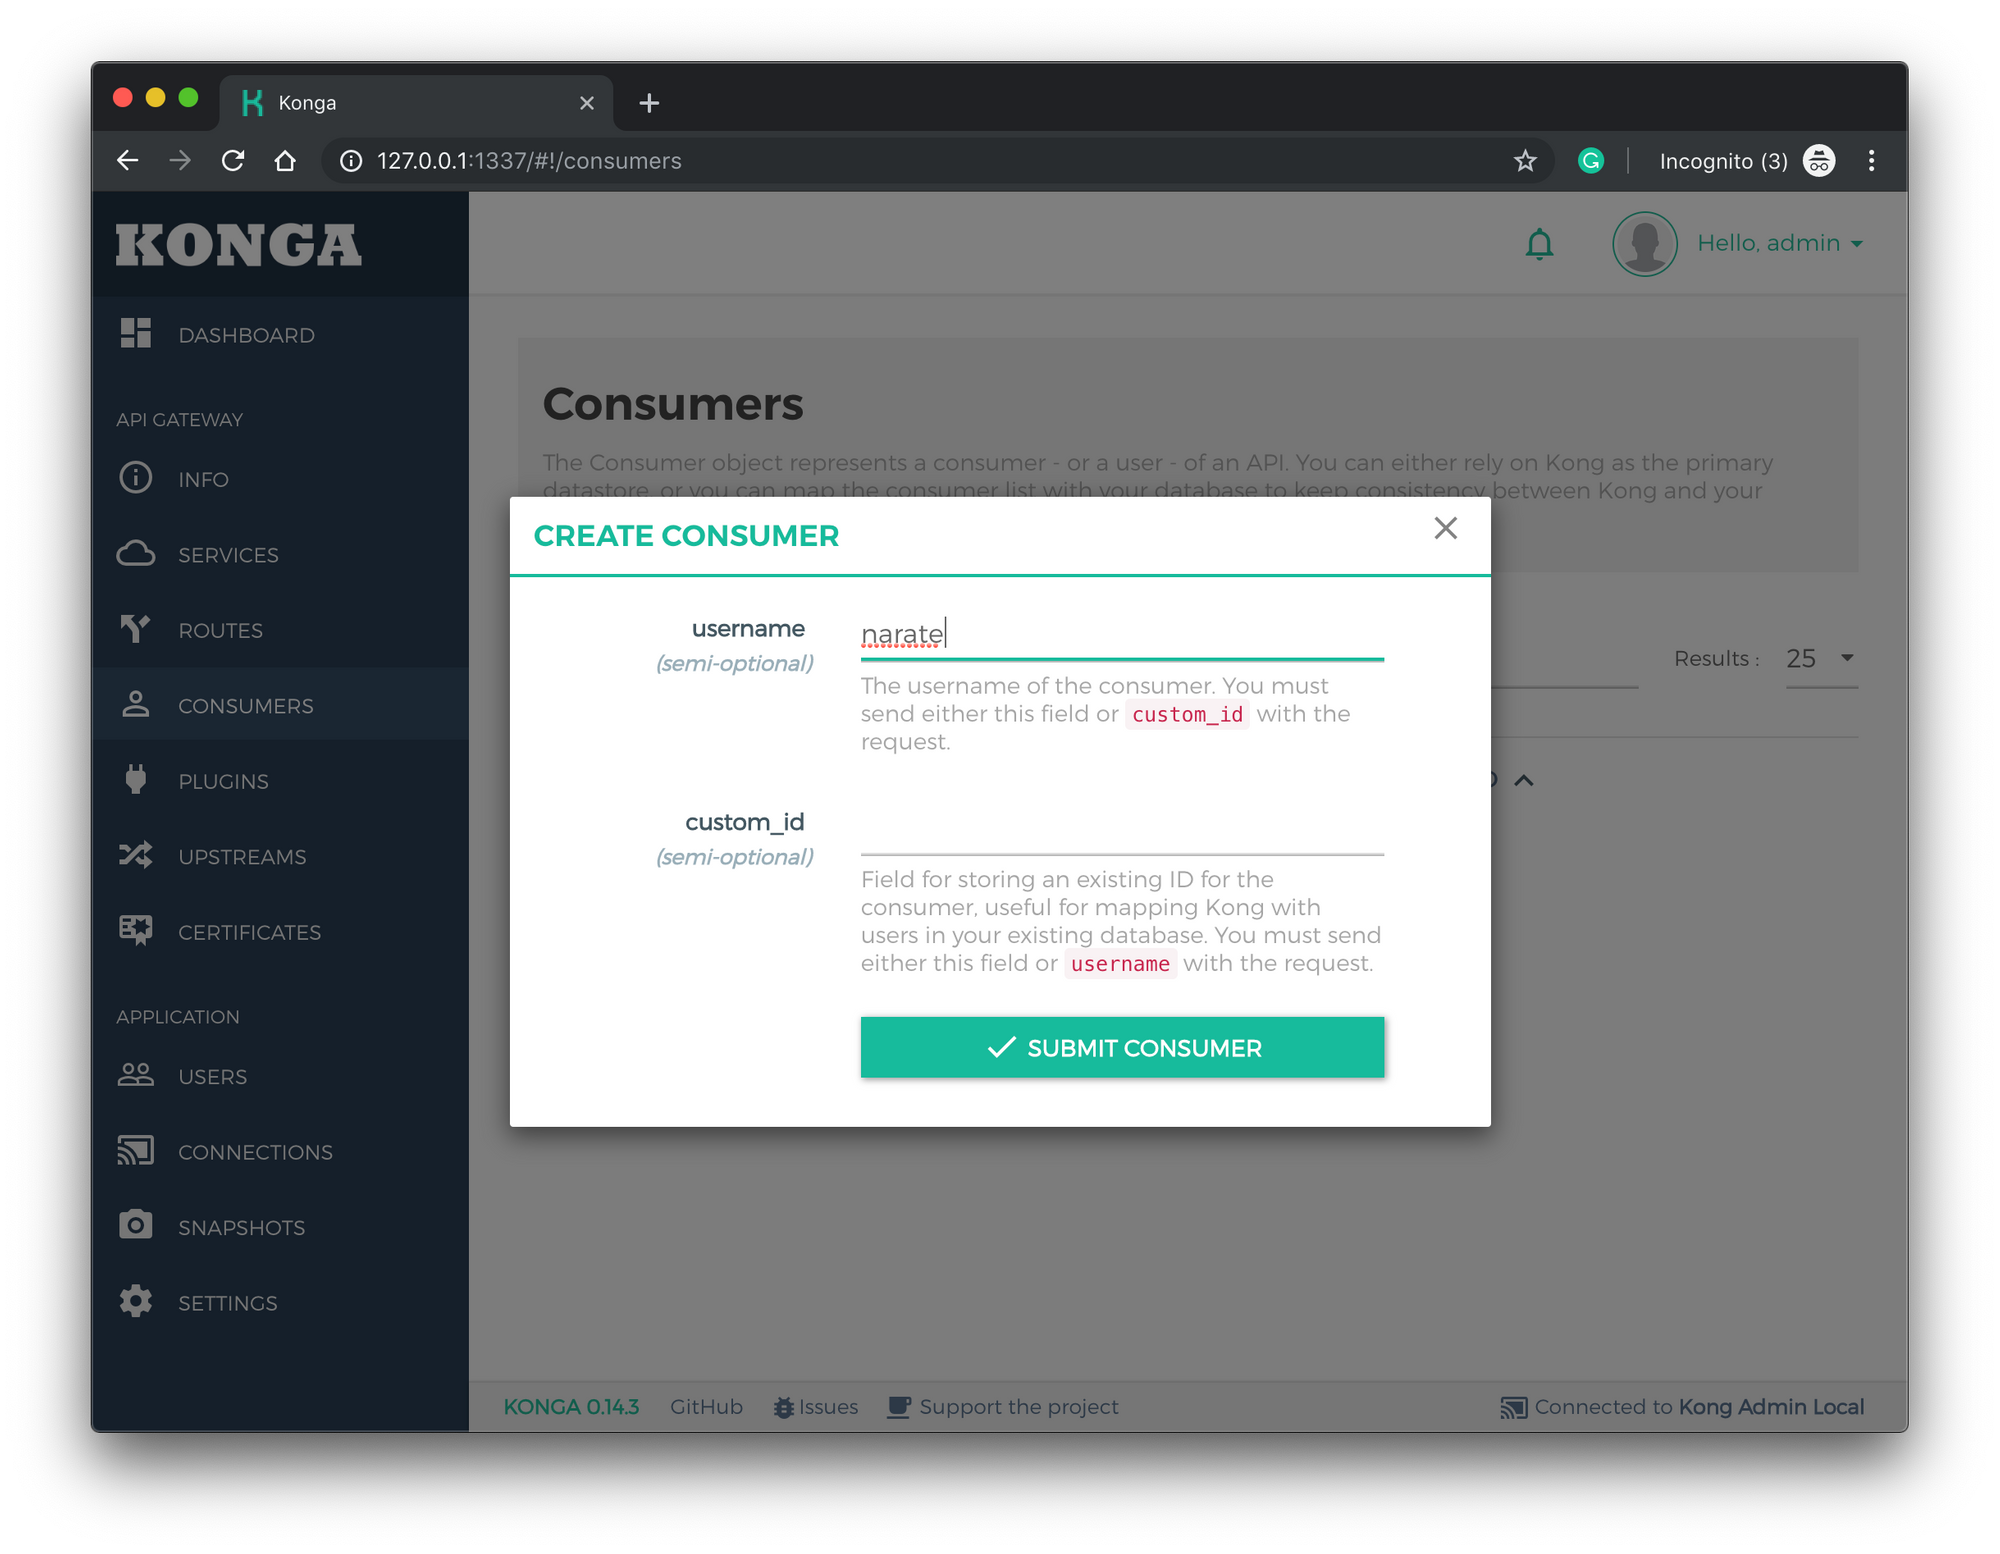 Konga
127.0.0.1:1337/#!/consumers
Incognito (3)
KONGA
Hello, admin
DASHBOARD
API GATEWAY
INFO
SERVICES
ROUTES
CONSUMERS
PLUGINS
UPSTREAMS
CERTIFICATES
APPLICATION
USERS
CONNECTIONS
SNAPSHOTS
SETTINGS
Consumers
The Consumer object represents a consumer - or a user - of an API. You can either rely on Kong as the primary
datastore, or you can map the consumer list with your database to keep consistency between Kong and your
CREATE CONSUMER
username
(semi-optional)
narate
The username of the consumer. You must
send either this field or custom_id with the
request.
custom_id
(semi-optional)
Field for storing an existing ID for the
consumer, useful for mapping Kong with
users in your existing database. You must send
either this field or username with the request.
SUBMIT CONSUMER
Results : 25
KONGA 0.14.3 GitHub Issues Support the project
Connected to Kong Admin Local